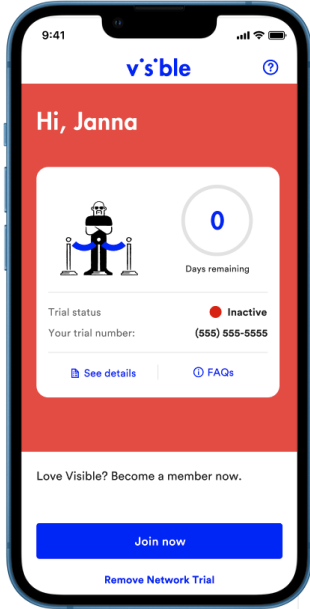 9:41
visible
Hi, Janna
0
Days remaining
Trial status Inactive
Your trial number: (555) 555-5555
See details FAQs
Love Visible? Become a member now.
Join now
Remove Network Trial